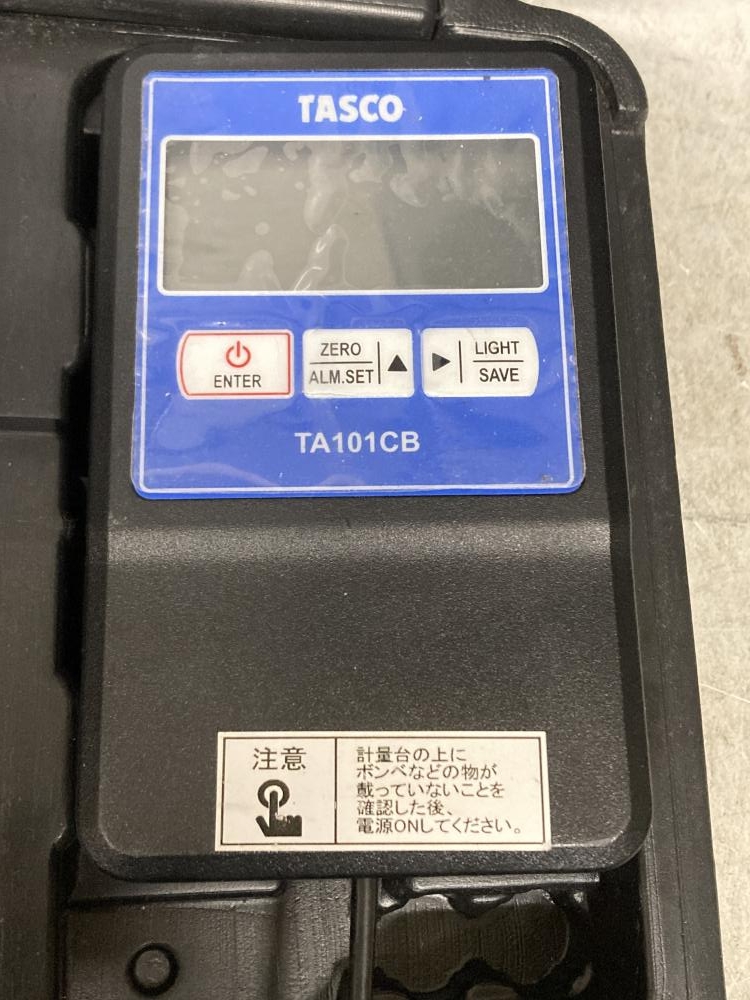 TASCO
ENTER
ZERO
ALM.SET
LIGHT
SAVE
TA101CB
注意
計量台の上に
ボンベなどの物が
戴っていないことを
確認した後、
電源ONしてください。